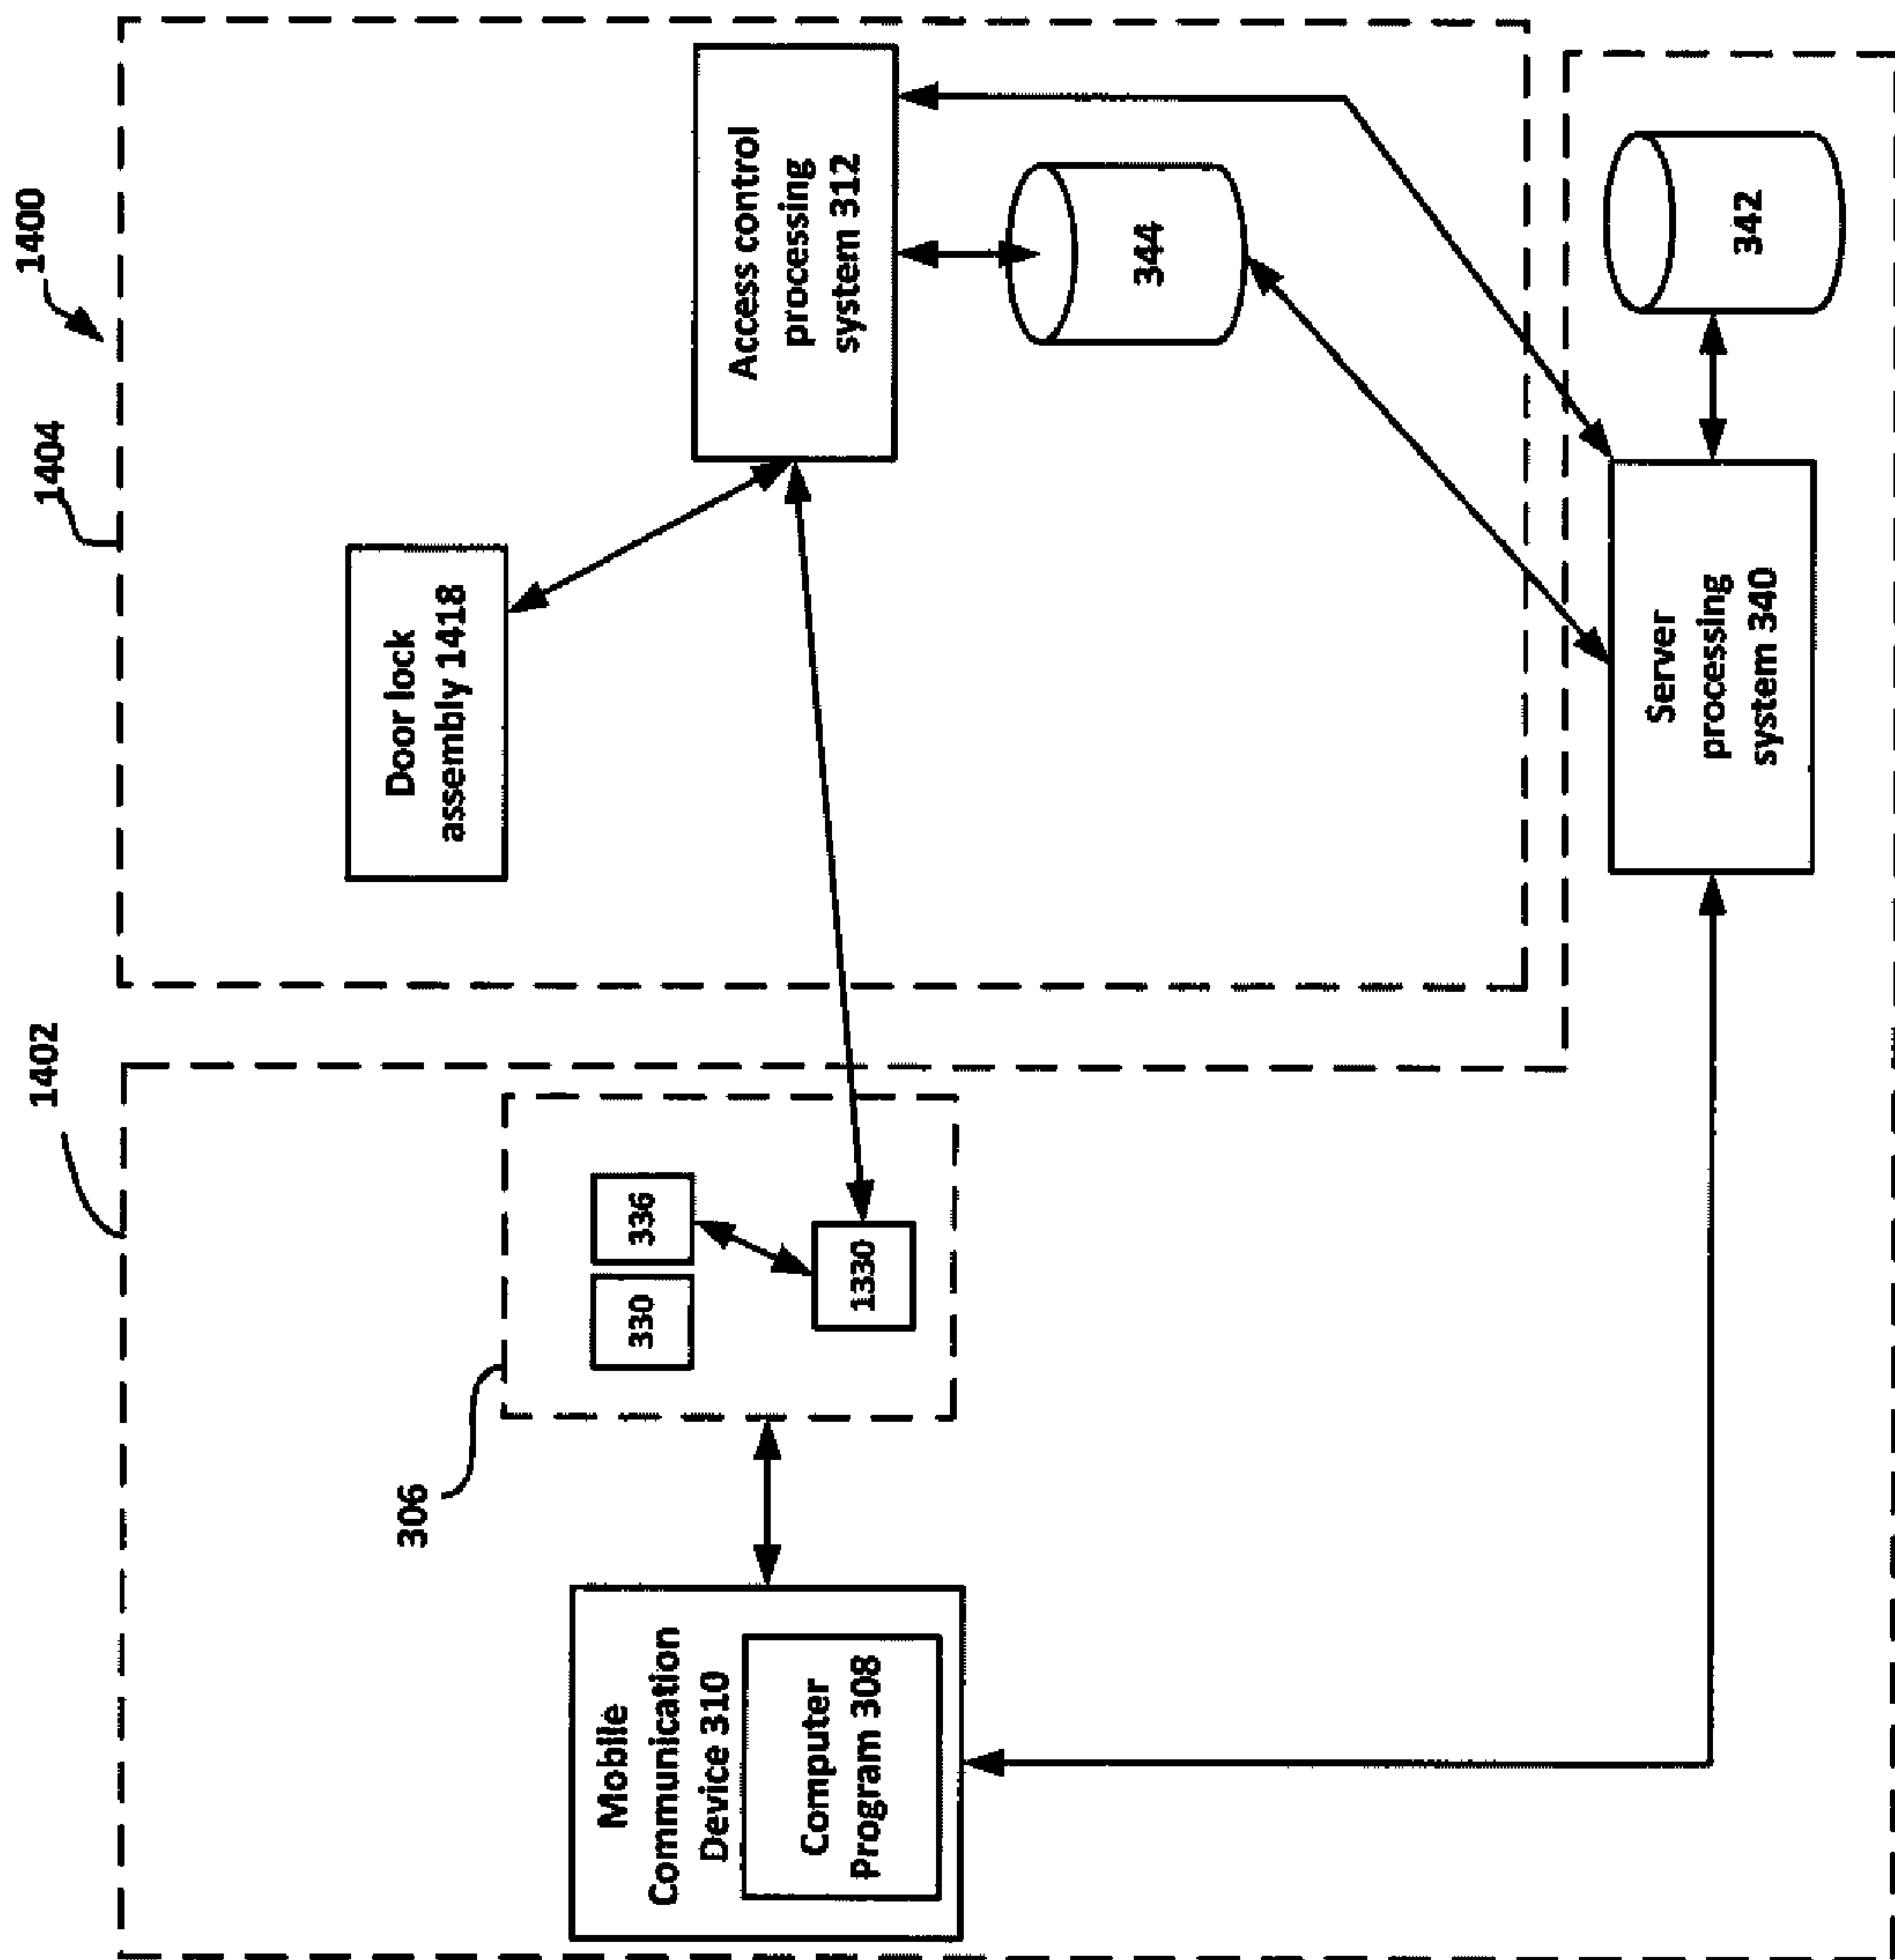 1400
1404
1402
306
Door lock
assembly 1418
Access control
processing
system 312
344
342
Server
processing
system 340
336
330
1330
Mobile
Communication
Device 310
Computer
Program 308